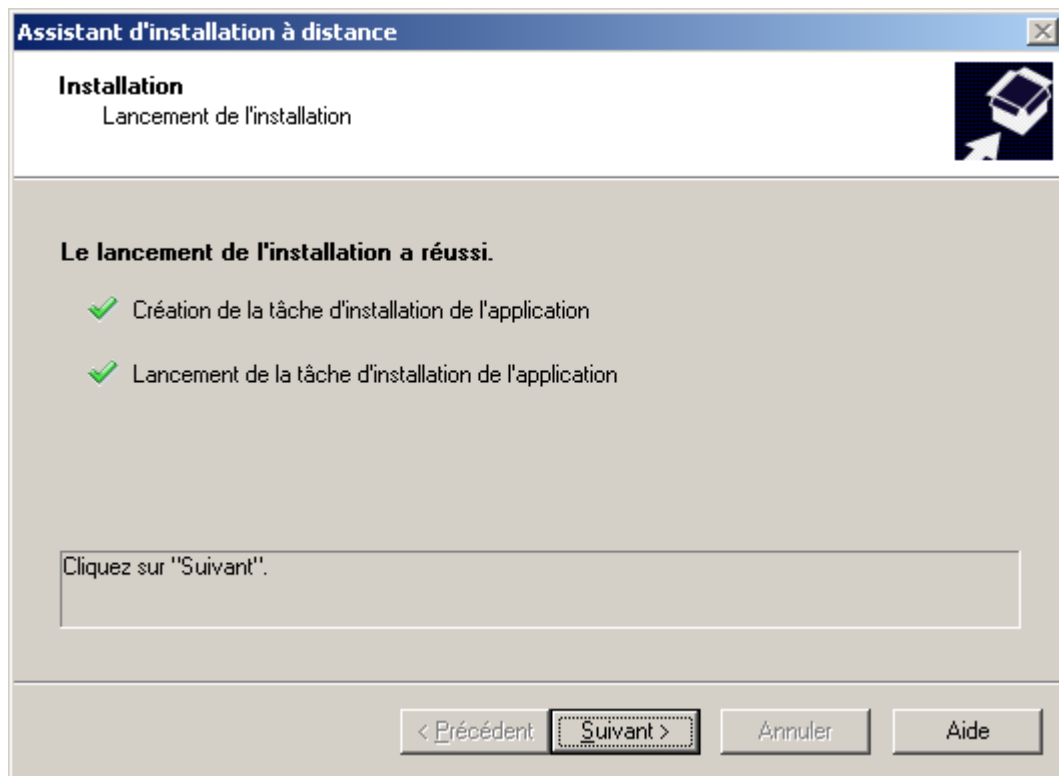 Assistant d'installation à distance
Installation
Lancement de l'installation
Le lancement de l'installation a réussi.
Création de la tâche d'installation de l'application
Lancement de la tâche d'installation de l'application
Cliquez sur "Suivant".
< Précédent
Suivant >
Annuler
Aide